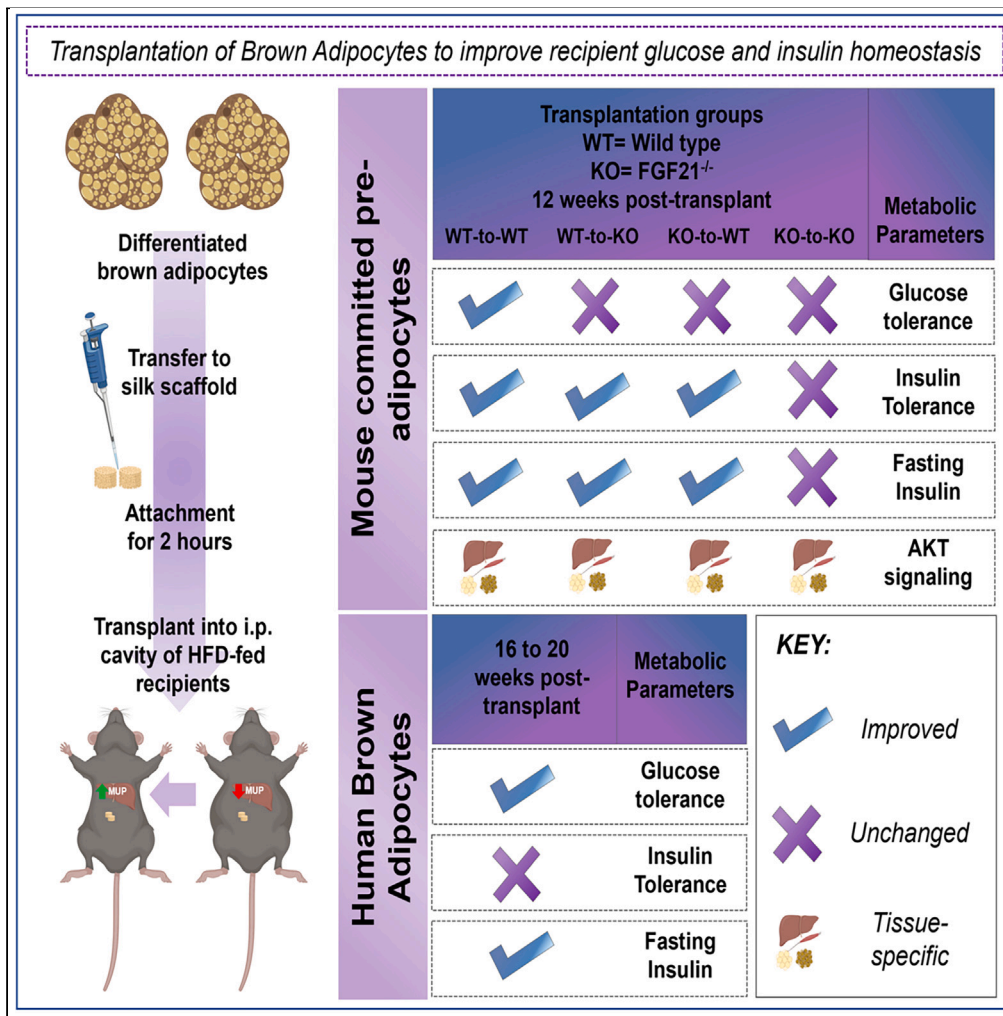 Transplantation of Brown Adipocytes to improve recipient glucose and insulin homeostasis
Differentiated
brown adipocytes
Transfer to
silk scaffold
Attachment
for 2 hours
Transplant into i.p.
cavity of HFD-fed
recipients
MUP
MUP
Mouse committed pre-
adipocytes
Transplantation groups
WT= Wild type
KO= FGF21-/-
12 weeks post-transplant
WT-to-WT WT-to-KO KO-to-WT KO-to-KO
Metabolic
Parameters
Glucose
tolerance
Insulin
Tolerance
Fasting
Insulin
AKT
signaling
Human Brown
Adipocytes
16 to 20
weeks post-
transplant
Metabolic
Parameters
Glucose
tolerance
Insulin
Tolerance
Fasting
Insulin
KEY:
Improved
Unchanged
Tissue-
specific